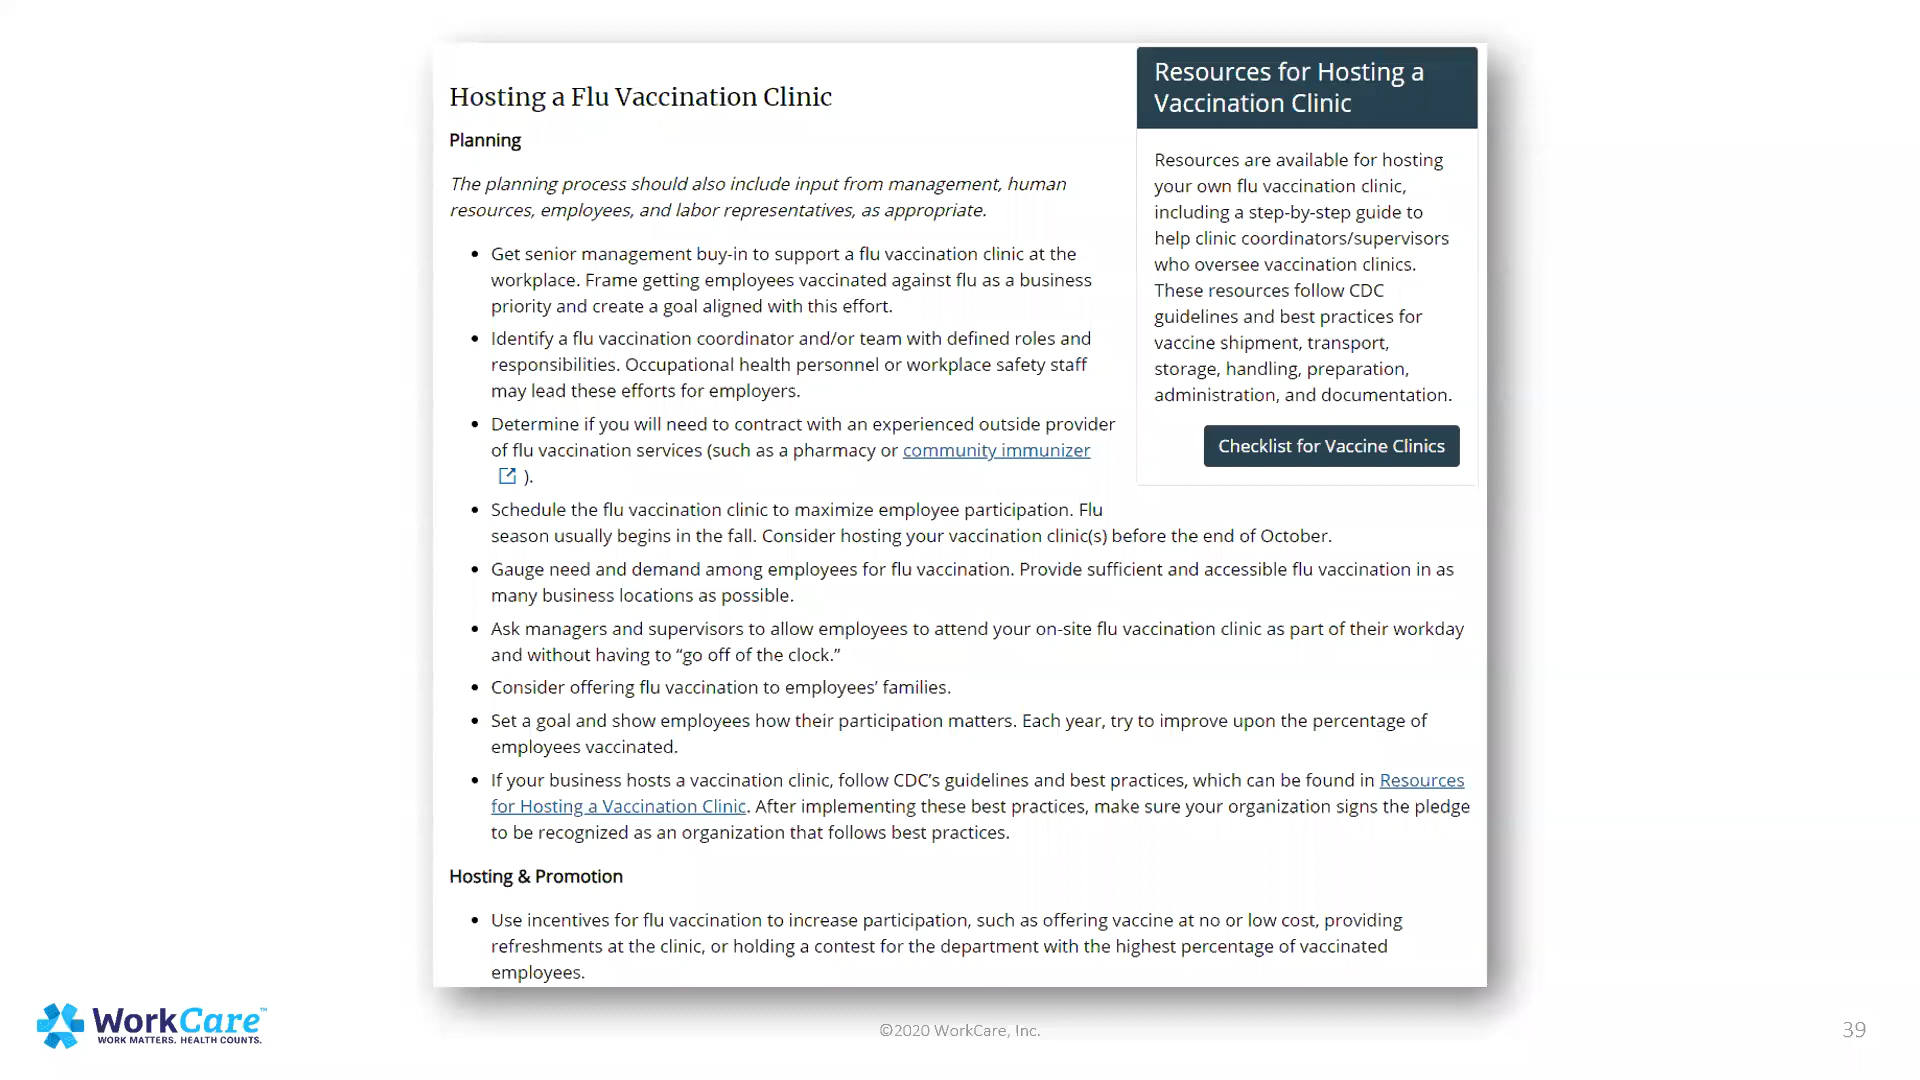 Hosting a Flu Vaccination Clinic
Planning
The planning process should also include input from management, human
resources, employees, and labor representatives, as appropriate.
• Get senior management buy-in to support a flu vaccination clinic at the
workplace. Frame getting employees vaccinated against flu as a business
priority and create a goal aligned with this effort.
• Identify a flu vaccination coordinator and/or team with defined roles and
responsibilities. Occupational health personnel or workplace safety staff
may lead these efforts for employers.
• Determine if you will need to contract with an experienced outside provider
of flu vaccination services (such as a pharmacy or community immunizer
).
• Schedule the flu vaccination clinic to maximize employee participation. Flu
season usually begins in the fall. Consider hosting your vaccination clinic(s) before the end of October.
• Gauge need and demand among employees for flu vaccination. Provide sufficient and accessible flu vaccination in as
many business locations as possible.
• Ask managers and supervisors to allow employees to attend your on-site flu vaccination clinic as part of their workday
and without having to “go off of the clock.”
• Consider offering flu vaccination to employees’ families.
• Set a goal and show employees how their participation matters. Each year, try to improve upon the percentage of
employees vaccinated.
• If your business hosts a vaccination clinic, follow CDC’s guidelines and best practices, which can be found in Resources
for Hosting a Vaccination Clinic. After implementing these best practices, make sure your organization signs the pledge
to be recognized as an organization that follows best practices.
Hosting & Promotion
• Use incentives for flu vaccination to increase participation, such as offering vaccine at no or low cost, providing
refreshments at the clinic, or holding a contest for the department with the highest percentage of vaccinated
employees.
Resources for Hosting a
Vaccination Clinic
Resources are available for hosting
your own flu vaccination clinic,
including a step-by-step guide to
help clinic coordinators/supervisors
who oversee vaccination clinics.
These resources follow CDC
guidelines and best practices for
vaccine shipment, transport,
storage, handling, preparation,
administration, and documentation.
Checklist for Vaccine Clinics
WorkCare™
WORK MATTERS. HEALTH COUNTS.
©2020 WorkCare, Inc.
39